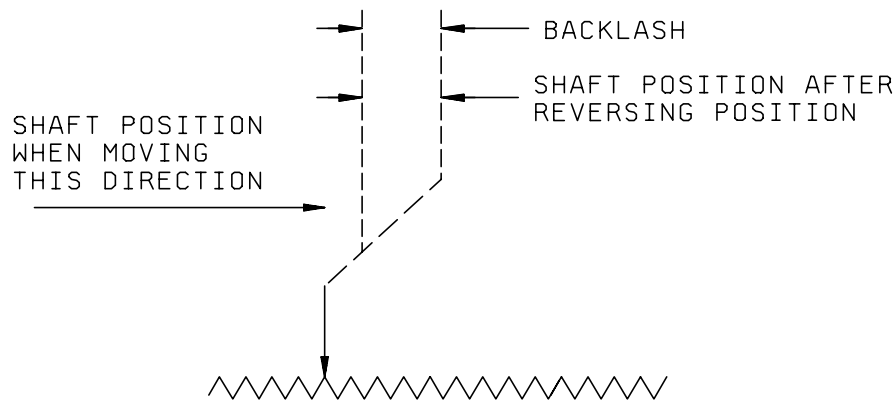 BACKLASH
SHAFT POSITION AFTER
REVERSING POSITION
SHAFT POSITION
WHEN MOVING
THIS DIRECTION